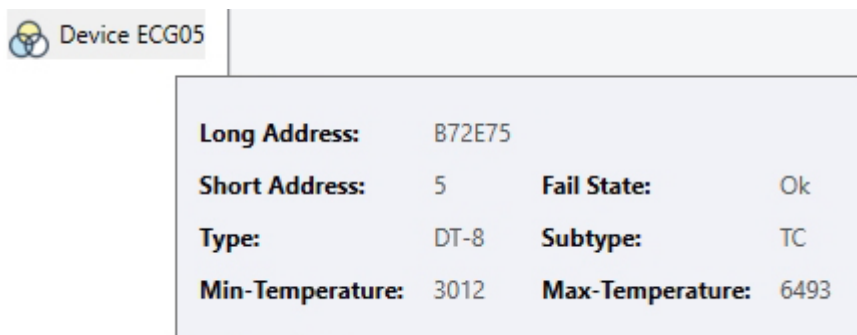 Device ECG05
Long Address: B72E75
Short Address: 5 Fail State: Ok
Type: DT-8 Subtype: TC
Min-Temperature: 3012 Max-Temperature: 6493